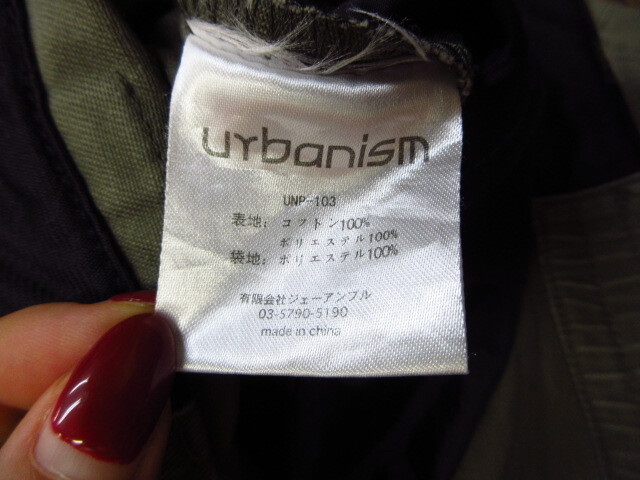 urbanism
UNP-103
表地: コットン100%
ポリエステル100%
袋地: ポリエステル100%
有限会社ジェーアンブル
03-5790-5190
made in china